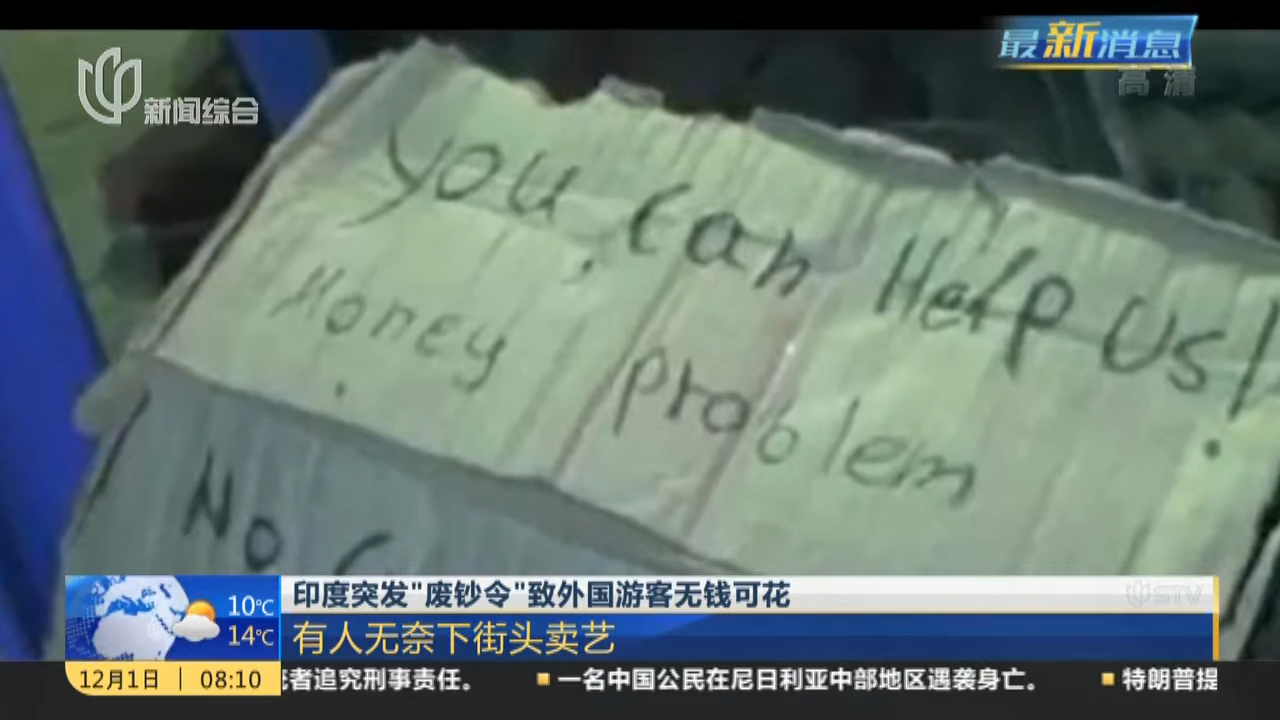 最新消息
高清
新闻综合
you can Help Us!
Money problem
No
印度突发"废钞令"致外国游客无钱可花
STV
10℃
14℃
有人无奈下街头卖艺
12月1日 08:10
者追究刑事责任。 一名中国公民在尼日利亚中部地区遇袭身亡。 特朗普提